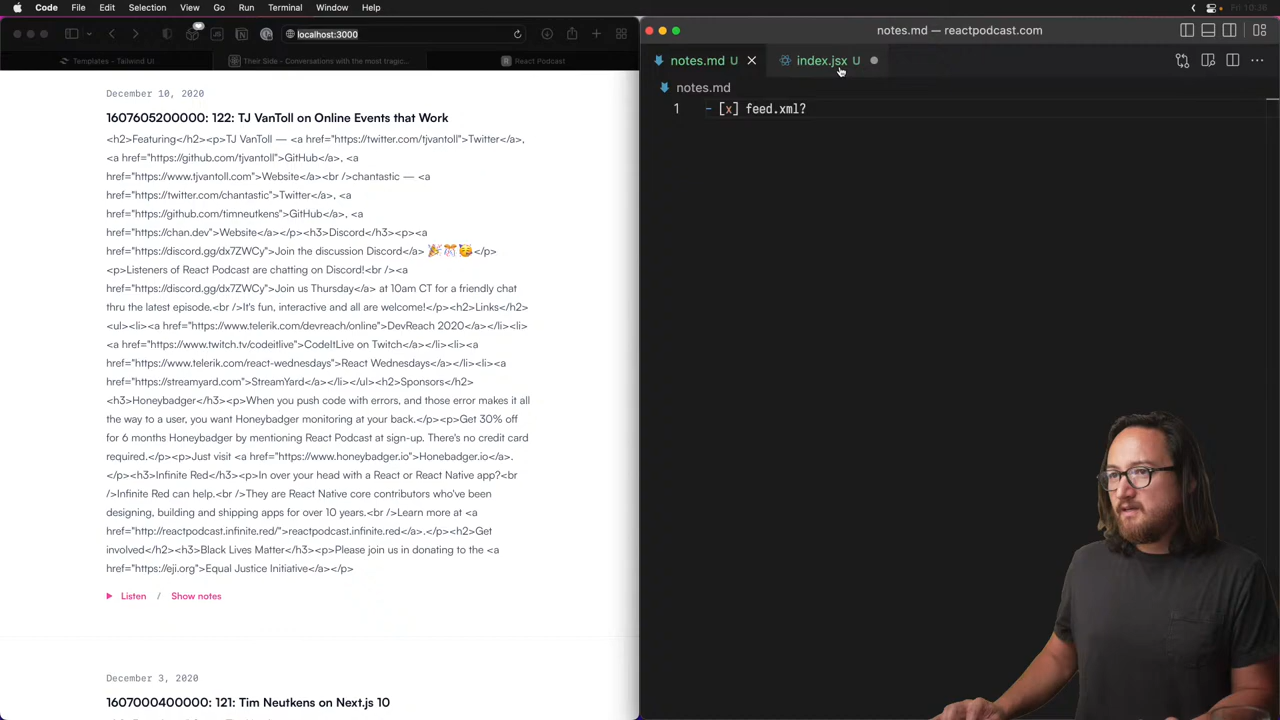 Code File Edit Selection View Go Run Terminal Window Help
Fri 10:36
localhost:3000
Templates - Tailwind UI
Their Side - Conversations with the most tragic...
React Podcast
December 10, 2020
1607605200000: 122: TJ VanToll on Online Events that Work
<h2>Featuring</h2><p>TJ VanToll — <a href="https://twitter.com/tjvantoll">Twitter</a>,
<a href="https://github.com/tjvantoll">GitHub</a>, <a
href="https://www.tjvantoll.com">Website</a><br />chantastic — <a
href="https://twitter.com/chantastic">Twitter</a>, <a
href="https://github.com/timneutkens">GitHub</a>, <a
href="https://chan.dev">Website</a></p><h3>Discord</h3><p><a
href="https://discord.gg/dx7ZWCy">Join the discussion Discord</a> 🎉🎊🥳</p>
<p>Listeners of React Podcast are chatting on Discord!<br /><a
href="https://discord.gg/dx7ZWCy">Join us Thursday</a> at 10am CT for a friendly chat
thru the latest episode.<br />It's fun, interactive and all are welcome!</p><h2>Links</h2>
<ul><li><a href="https://www.telerik.com/devreach/online">DevReach 2020</a></li><li>
<a href="https://www.twitch.tv/codeitlive">CodeItLive on Twitch</a></li><li><a
href="https://www.telerik.com/react-wednesdays">React Wednesdays</a></li><li><a
href="https://streamyard.com">StreamYard</a></li></ul><h2>Sponsors</h2>
<h3>Honeybadger</h3><p>When you push code with errors, and those error makes it all
the way to a user, you want Honeybadger monitoring at your back.</p><p>Get 30% off
for 6 months Honeybadger by mentioning React Podcast at sign-up. There's no credit card
required.</p><p>Just visit <a href="https://www.honeybadger.io">Honebadger.io</a>.
</p><h3>Infinite Red</h3><p>In over your head with a React or React Native app?<br
/>Infinite Red can help.<br />They are React Native core contributors who've been
designing, building and shipping apps for over 10 years.<br />Learn more at <a
href="http://reactpodcast.infinite.red/">reactpodcast.infinite.red</a>.</p><h2>Get
involved</h2><h3>Black Lives Matter</h3><p>Please join us in donating to the <a
href="https://eji.org">Equal Justice Initiative</a></p>
Listen / Show notes
December 3, 2020
1607000400000: 121: Tim Neutkens on Next.js 10
notes.md — reactpodcast.com
notes.md U
index.jsx U
notes.md
1 - [x] feed.xml?